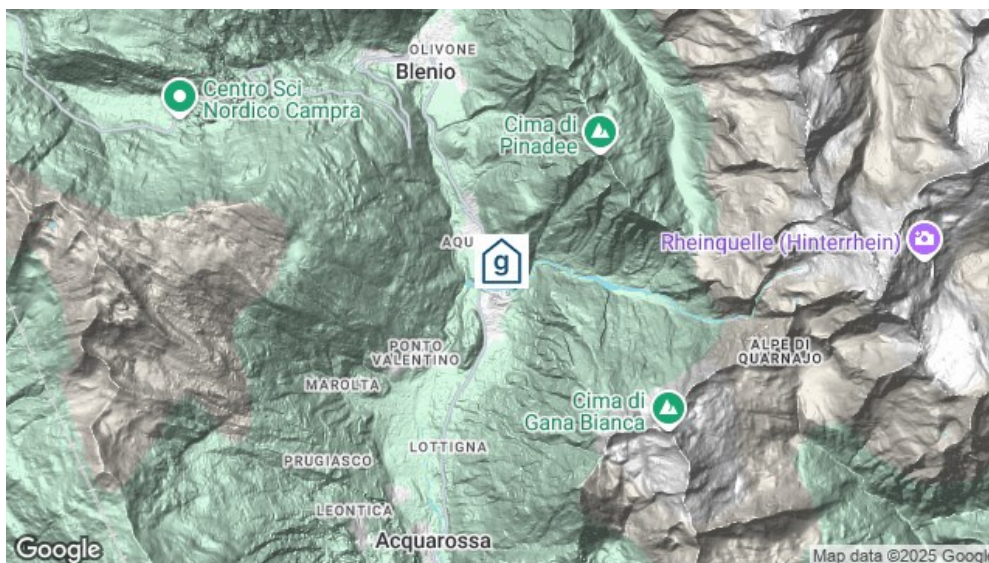 OLIVONE
Blenio
Centro Sci
Nordico Campra
Cima di
Pinadee
AQU
g
Rheinquelle (Hinterrhein)
PONTO
VALENTINO
ALPE DI
QUARNAJO
MAROLTA
Cima di
Gana Bianca
LOTTIGNA
PRUGIASCO
LEONTICA
Acquarossa
Google
Map data ©2025 Google